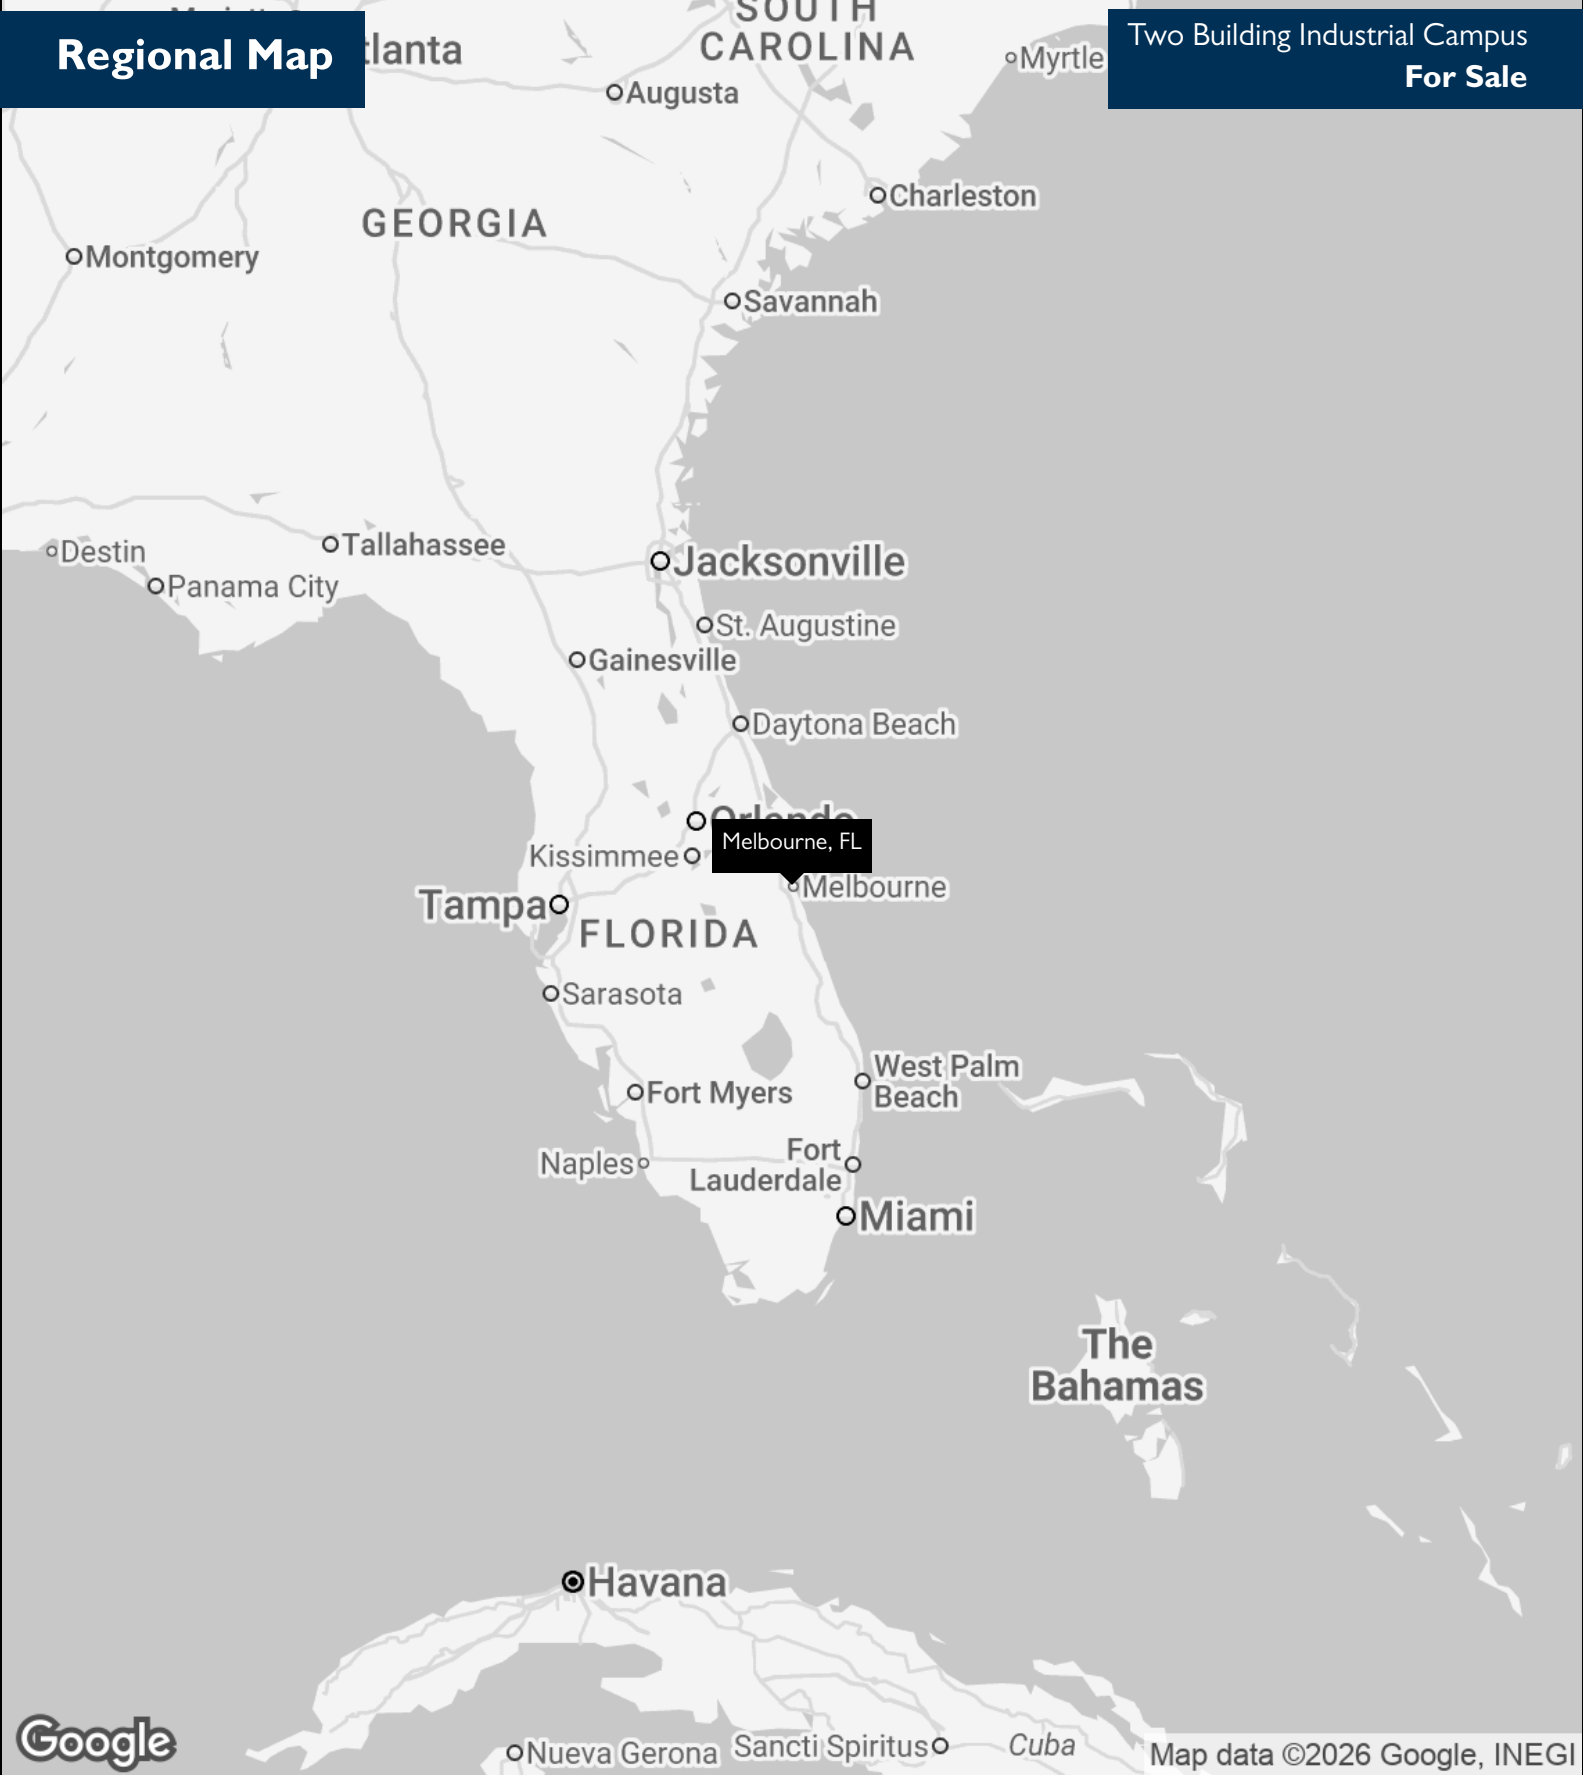 Regional Map
Two Building Industrial Campus
For Sale
SOUTH
CAROLINA
Myrtle
Augusta
Charleston
GEORGIA
Montgomery
Savannah
Destin
Tallahassee
Panama City
Jacksonville
St. Augustine
Gainesville
Daytona Beach
Orlando
Melbourne, FL
Kissimmee
Melbourne
Tampa
FLORIDA
Sarasota
West Palm
Beach
Fort Myers
Naples
Fort
Lauderdale
Miami
The
Bahamas
Havana
Google
Nueva Gerona
Sancti Spiritus
Cuba
Map data ©2026 Google, INEGI